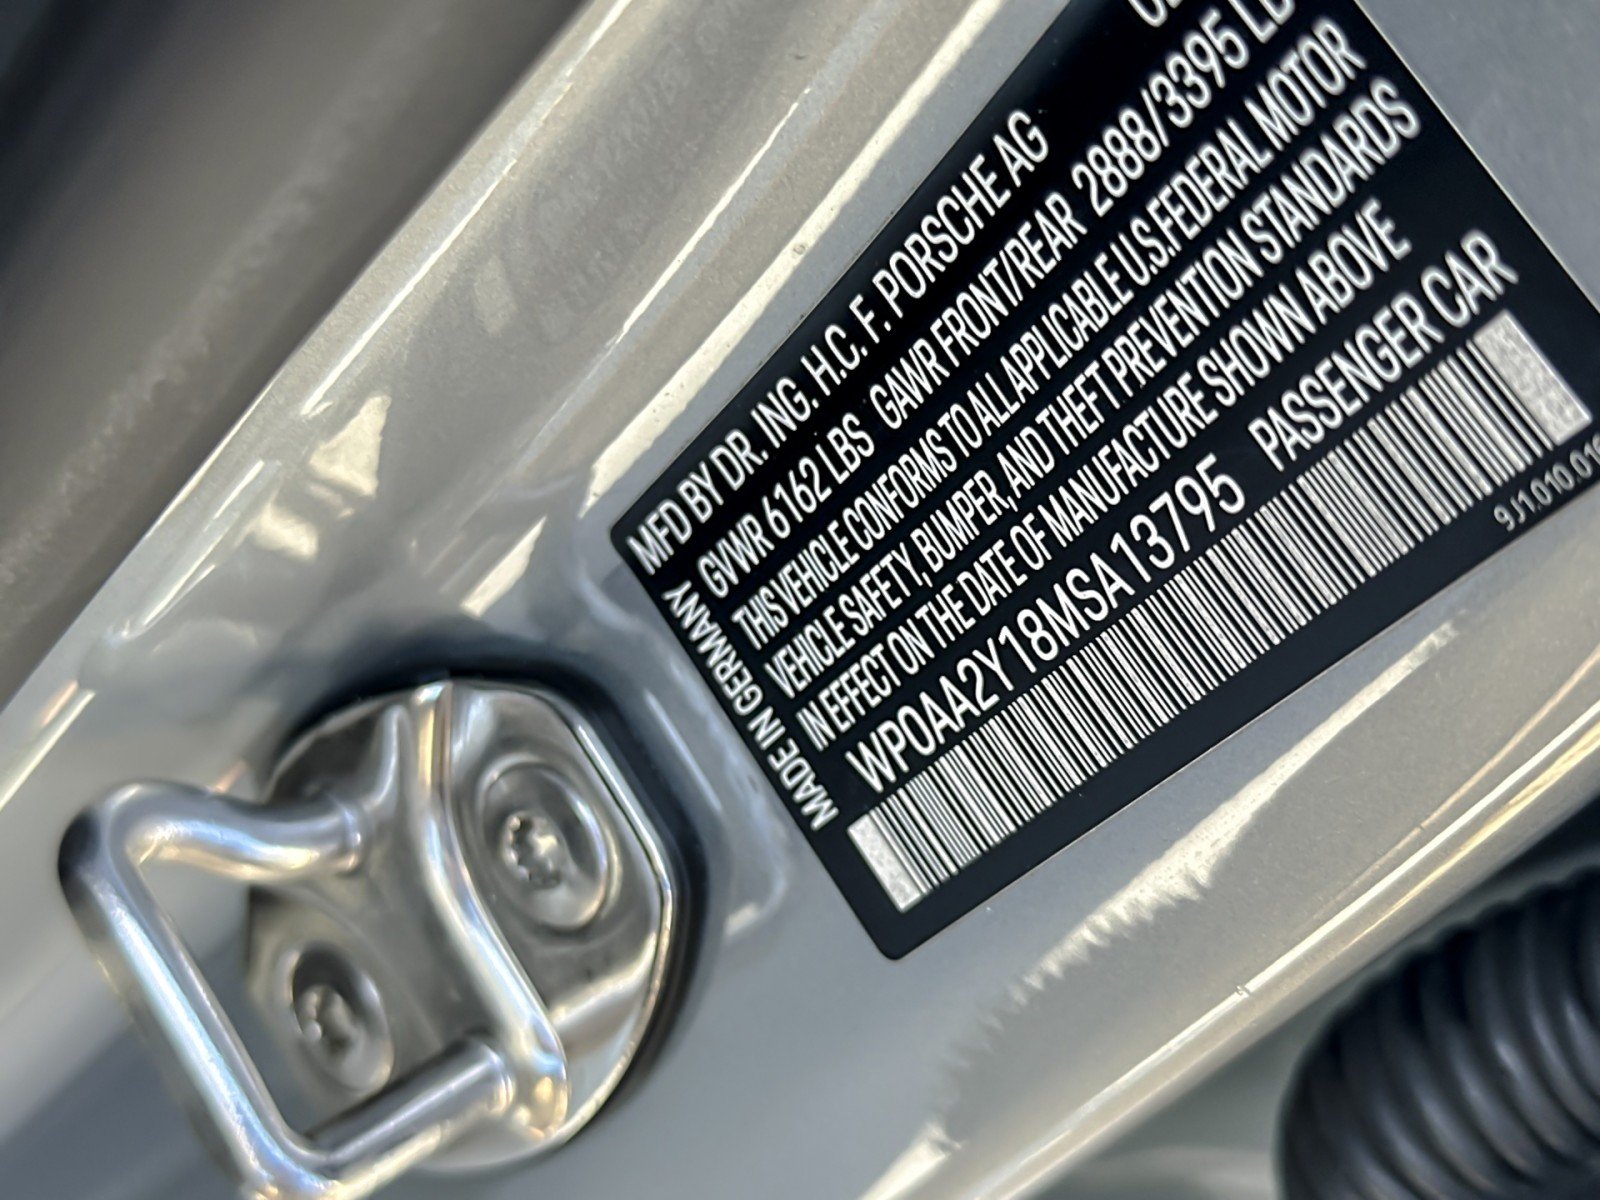 MFD BY DR. ING. H.C. F. PORSCHE AG
GVWR 6162 LBS GAWR FRONT/REAR 2888/3395 LB
THIS VEHICLE CONFORMS TO ALL APPLICABLE U.S. FEDERAL MOTOR
VEHICLE SAFETY, BUMPER, AND THEFT PREVENTION STANDARDS
IN EFFECT ON THE DATE OF MANUFACTURE SHOWN ABOVE
WP0AA2Y18MSA13795 PASSENGER CAR
MADE IN GERMANY
9J1.010.01